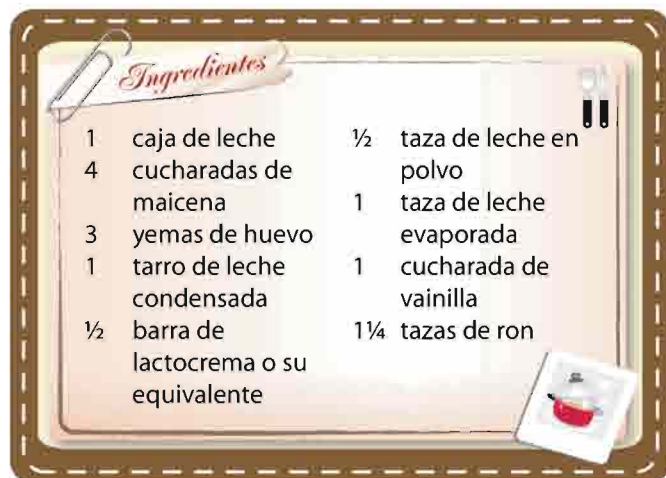 Ingredientes
1 caja de leche
4 cucharadas de
maicena
3 yemas de huevo
1 tarro de leche
condensada
½ barra de
lactocrema o su
equivalente
½ taza de leche en
polvo
1 taza de leche
evaporada
1 cucharada de
vainilla
1¼ tazas de ron